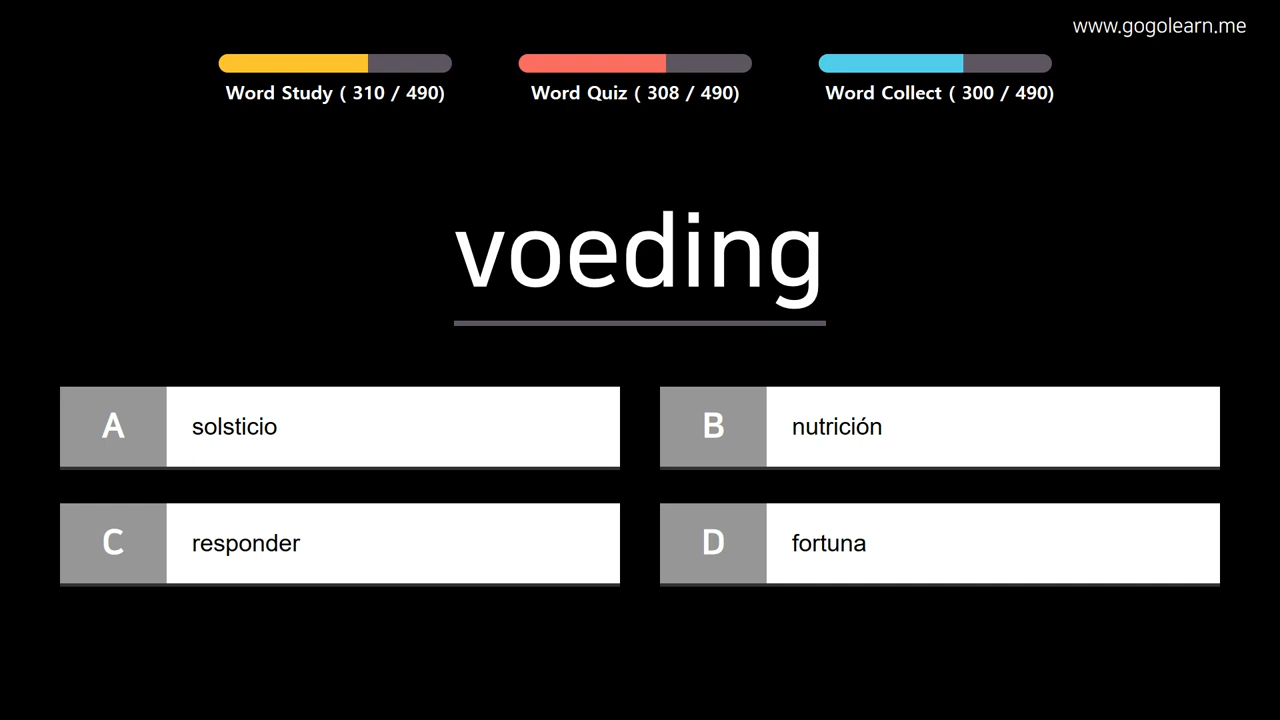 www.gogolearn.me
Word Study ( 310 / 490)
Word Quiz ( 308 / 490)
Word Collect ( 300 / 490)
voeding
A solsticio
B nutrición
C responder
D fortuna